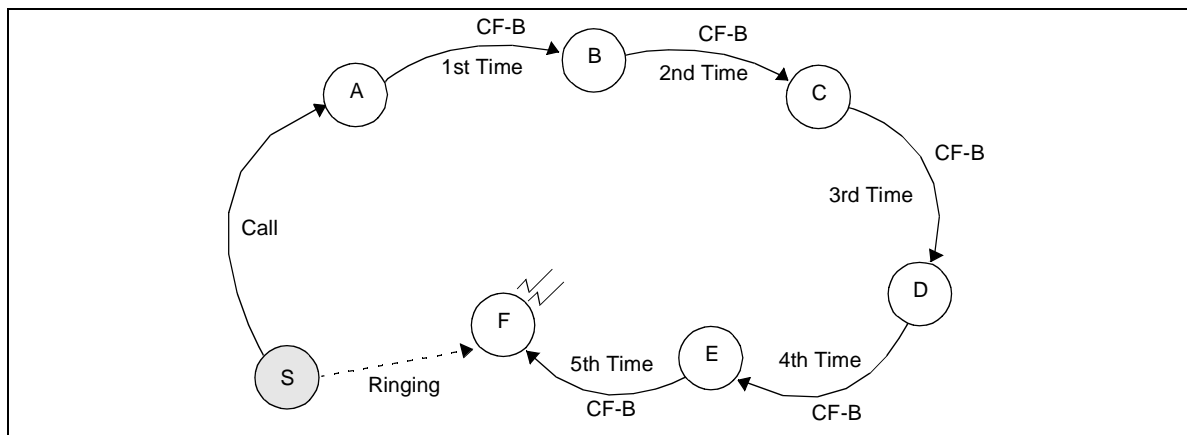 CF-B
1st Time
A
B
CF-B
2nd Time
C
CF-B
3rd Time
Call
D
F
E
5th Time
4th Time
S
Ringing
CF-B
CF-B